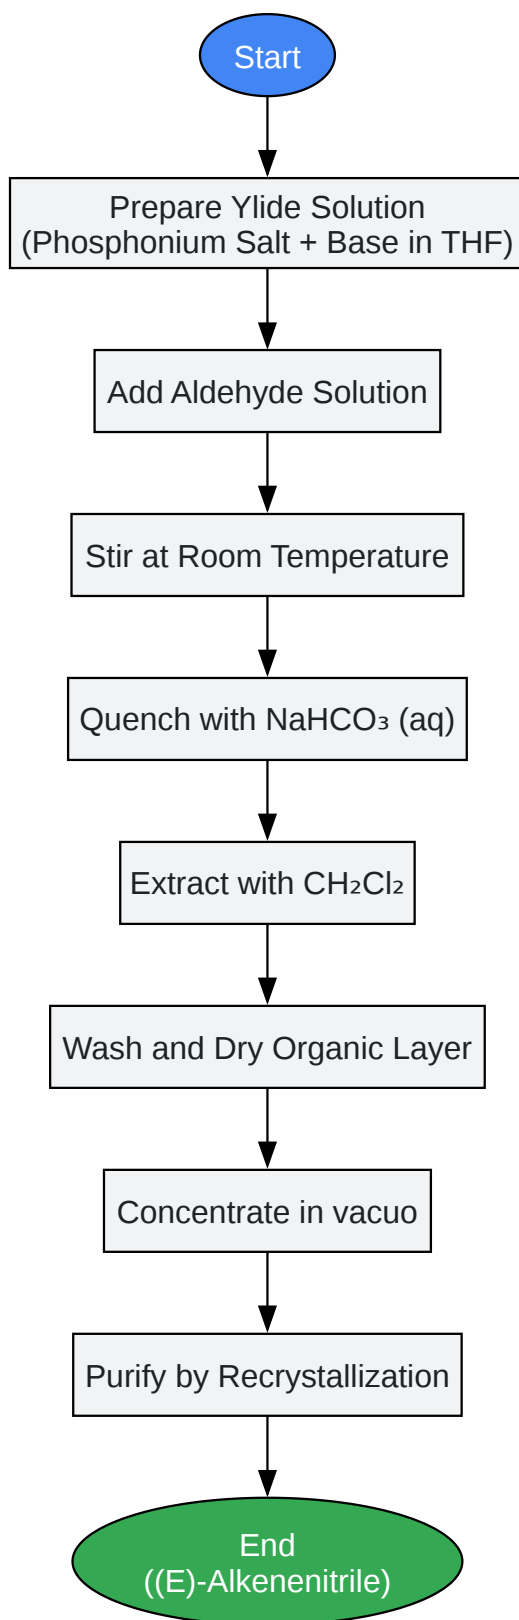 Start
Prepare Ylide Solution
(Phosphonium Salt + Base in THF)
Add Aldehyde Solution
Stir at Room Temperature
Quench with NaHCO₃ (aq)
Extract with CH₂Cl₂
Wash and Dry Organic Layer
Concentrate in vacuo
Purify by Recrystallization
End
((E)-Alkenenitrile)